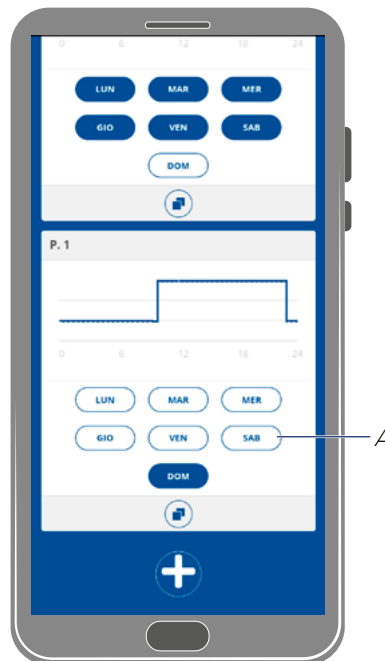 0 6 12 18 24
LUN MAR MER
GIO VEN SAB
DOM
P. 1
0 6 12 18 24
LUN MAR MER
GIO VEN SAB
A
DOM